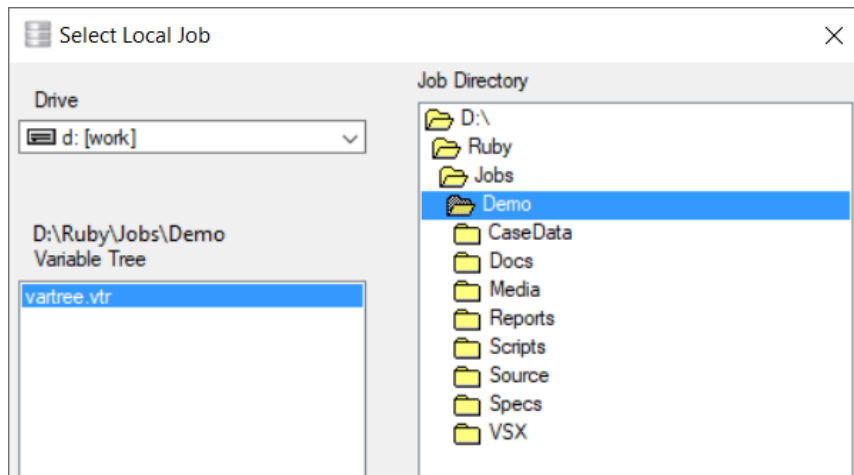 Select Local Job
Drive
d: [work]
D:\Ruby\Jobs\Demo
Variable Tree
vartree.vtr
Job Directory
D:\
Ruby
Jobs
Demo
CaseData
Docs
Media
Reports
Scripts
Source
Specs
VSX